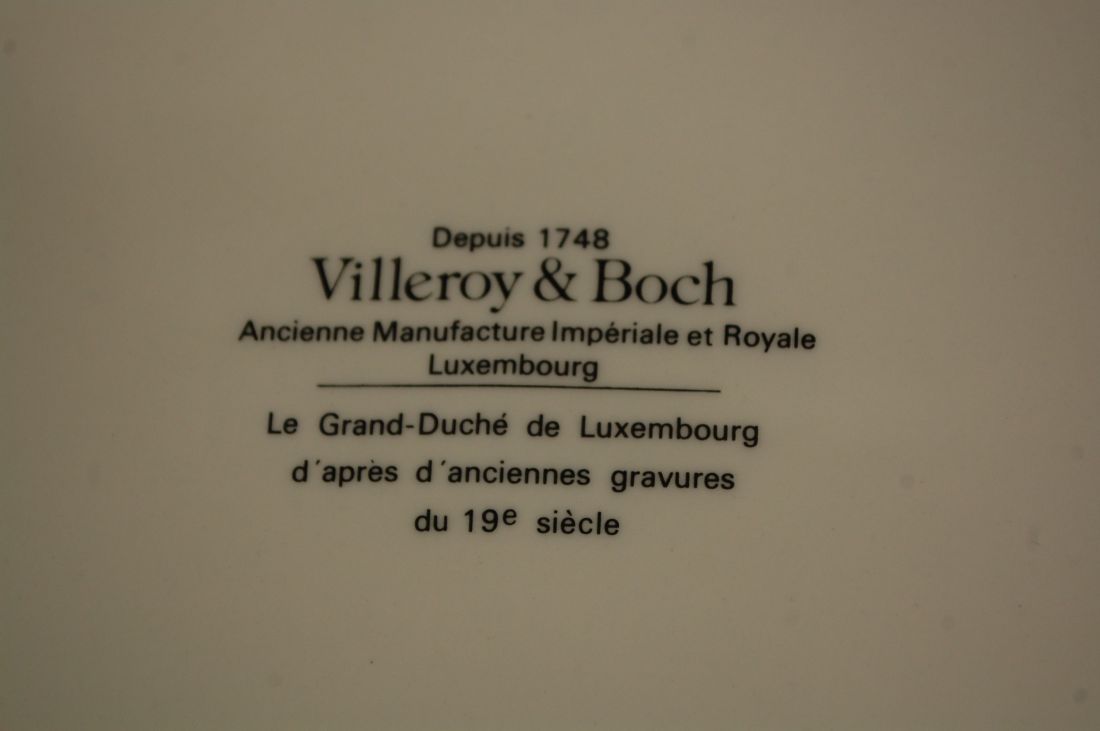 Depuis 1748
Villeroy & Boch
Ancienne Manufacture Impériale et Royale
Luxembourg
Le Grand-Duché de Luxembourg
d'après d'anciennes gravures
du 19e siècle